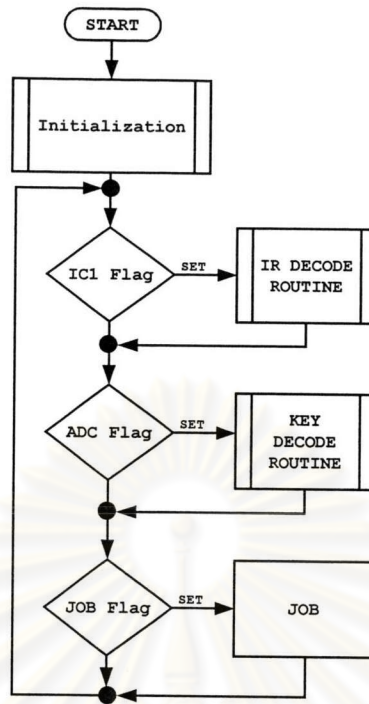 START
Initialization
IC1 Flag
SET
IR DECODE
ROUTINE
ADC Flag
SET
KEY
DECODE
ROUTINE
JOB Flag
SET
JOB